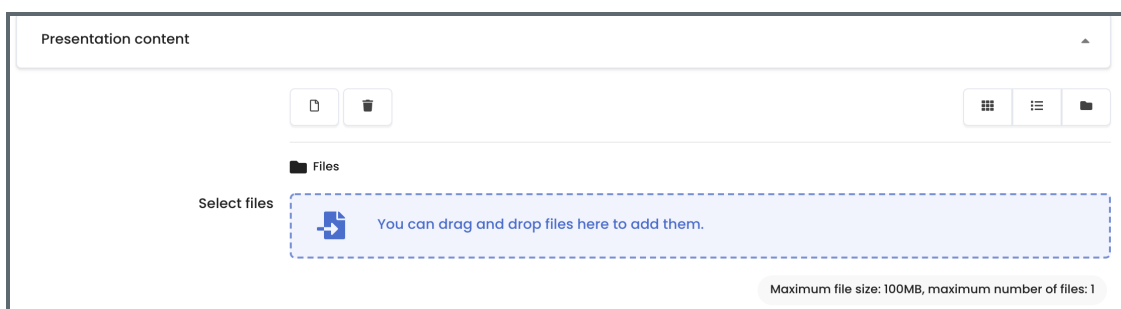 Presentation content
Files
Select files
You can drag and drop files here to add them.
Maximum file size: 100MB, maximum number of files: 1